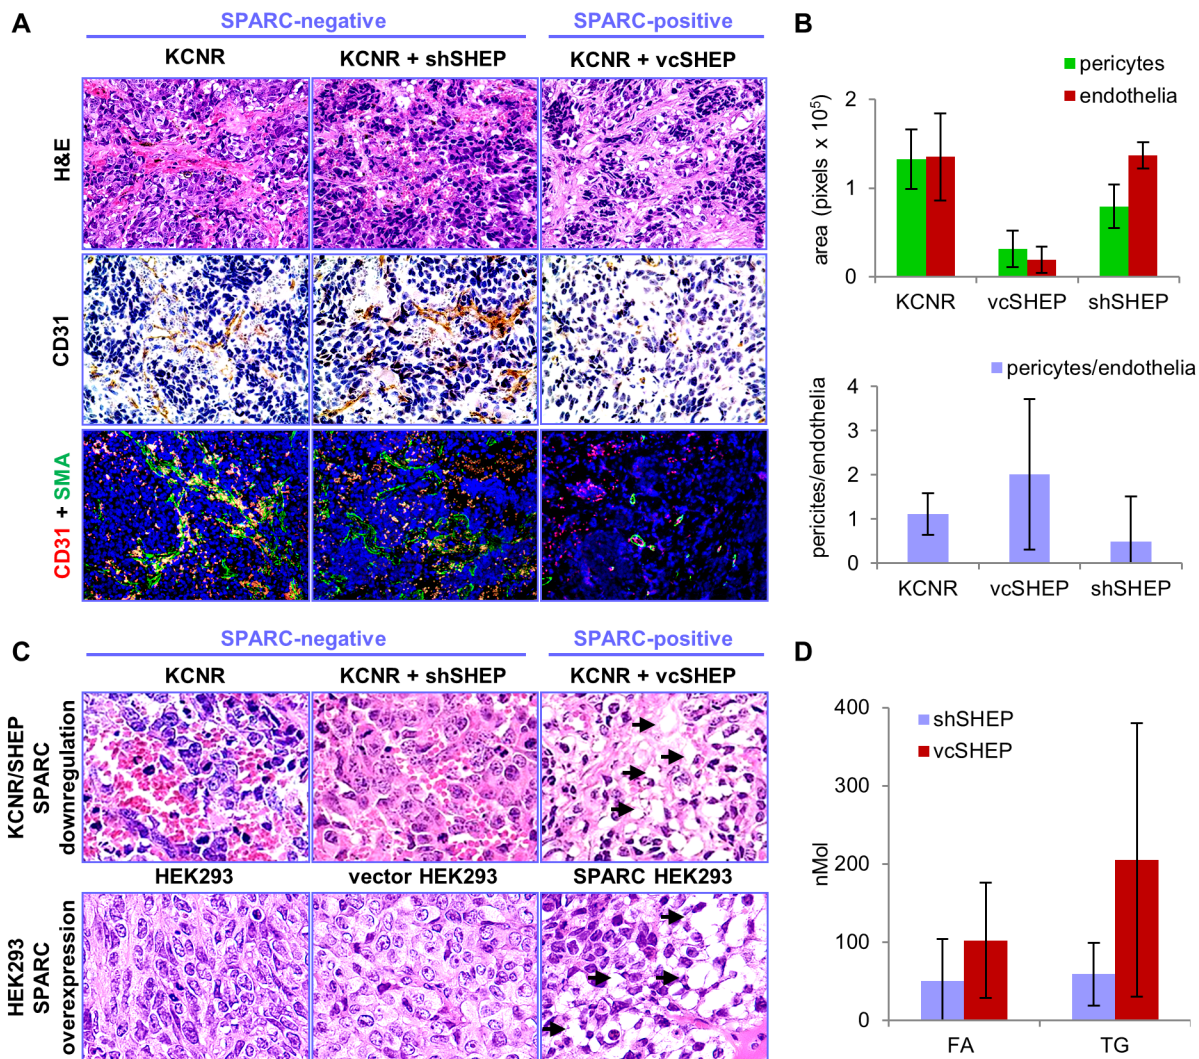 A
SPARC-negative
SPARC-positive
KCNR
KCNR + shSHEP
KCNR + vcSHEP
H&E
CD31
CD31 + SMA
B
pericytes
endothelia
area (pixels x 10⁵)
2
1
0
KCNR
vcSHEP
shSHEP
pericytes/endothelia
pericites/endothelia
4
3
2
1
0
KCNR
vcSHEP
shSHEP
C
SPARC-negative
SPARC-positive
KCNR
KCNR + shSHEP
KCNR + vcSHEP
KCNR/SHEP
SPARC
downregulation
HEK293
vector HEK293
SPARC HEK293
HEK293
SPARC
overexpression
D
shSHEP
vcSHEP
nMol
400
300
200
100
0
FA
TG